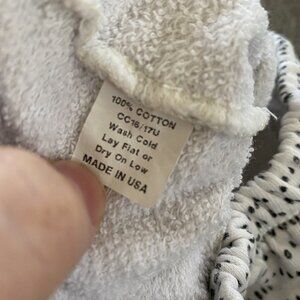 100% COTTON
CC16/17U
Wash Cold
Lay Flat or
Dry On Low
MADE IN USA